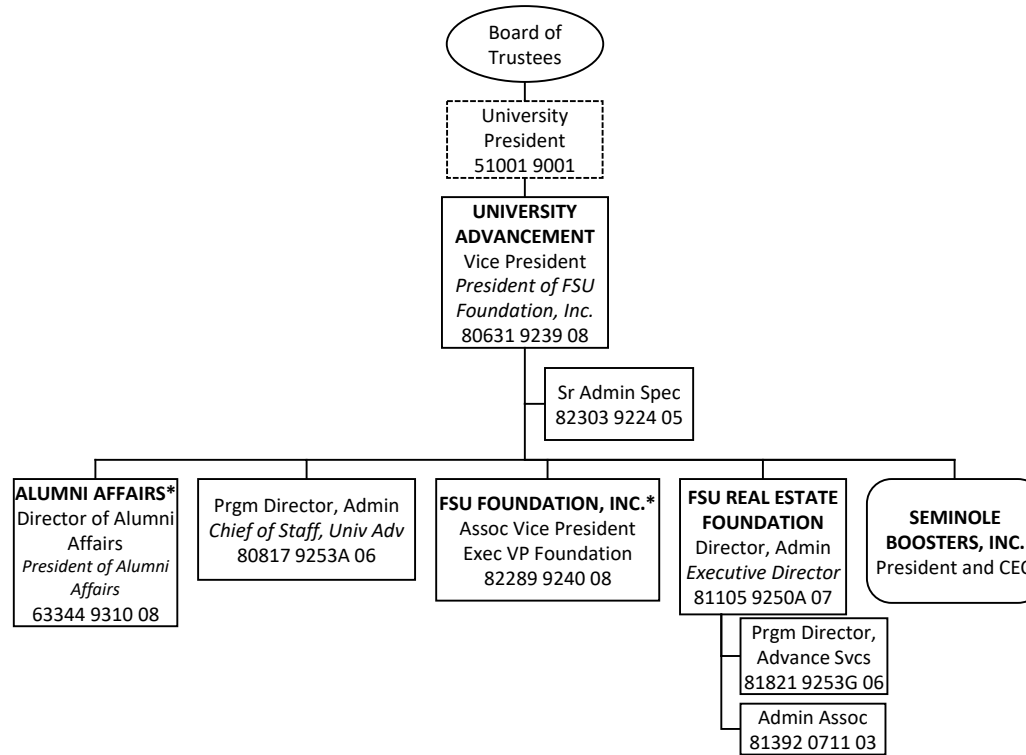 Board of
Trustees
University
President
51001 9001
UNIVERSITY
ADVANCEMENT
Vice President
President of FSU
Foundation, Inc.
80631 9239 08
Sr Admin Spec
82303 9224 05
ALUMNI AFFAIRS*
Director of Alumni
Affairs
President of Alumni
Affairs
63344 9310 08
Prgm Director, Admin
Chief of Staff, Univ Adv
80817 9253A 06
FSU FOUNDATION, INC.*
Assoc Vice President
Exec VP Foundation
82289 9240 08
FSU REAL ESTATE
FOUNDATION
Director, Admin
Executive Director
81105 9250A 07
SEMINOLE
BOOSTERS, INC.
President and CEO
Prgm Director,
Advance Svcs
81821 9253G 06
Admin Assoc
81392 0711 03